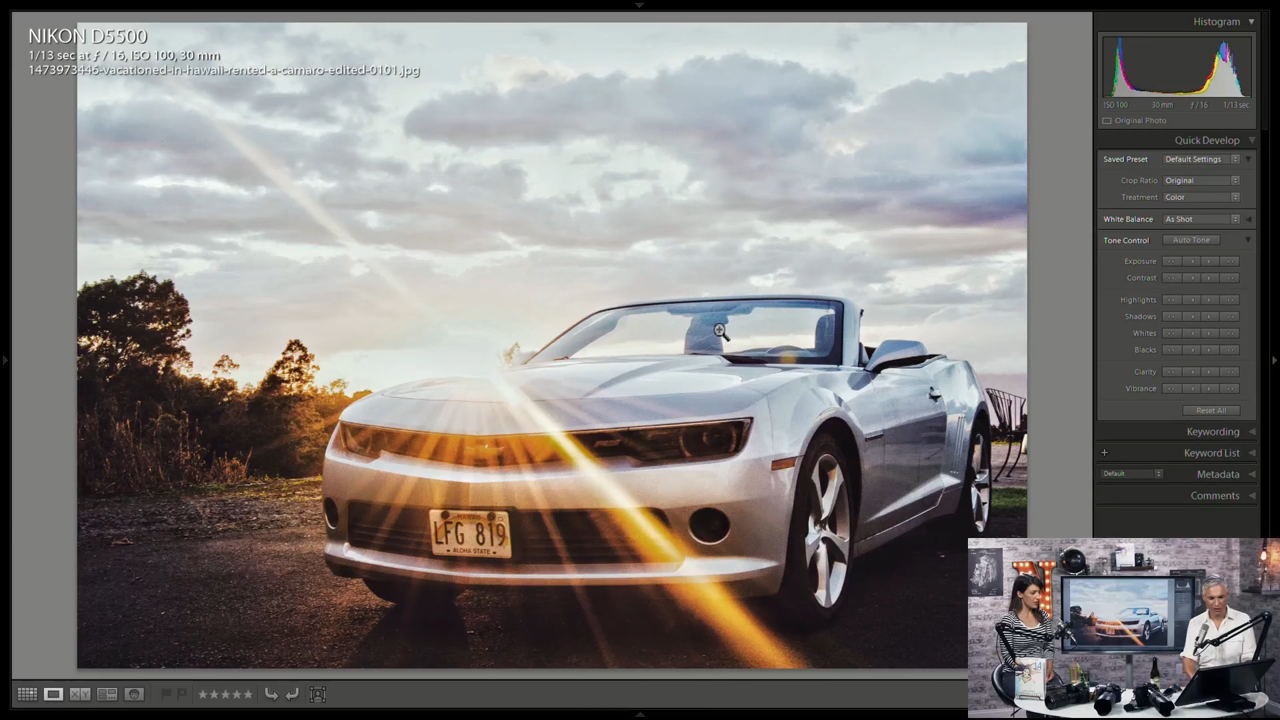 NIKON D5500
1/13 sec at ƒ / 16, ISO 100, 30 mm
1473973446-vacationed-in-hawaii-rented-a-camaro-edited-0101.jpg
LFG 819
ALOHA STATE
Histogram
ISO 100 30 mm ƒ / 16 1/13 sec
Original Photo
Quick Develop
Saved Preset Default Settings
Crop Ratio: Original
Treatment: Color
White Balance As Shot
Tone Control Auto Tone
Exposure
Contrast
Highlights
Shadows
Whites
Blacks
Clarity
Vibrance
Reset All
Keywording
+ Keyword List
Default Metadata
Comments
X Y